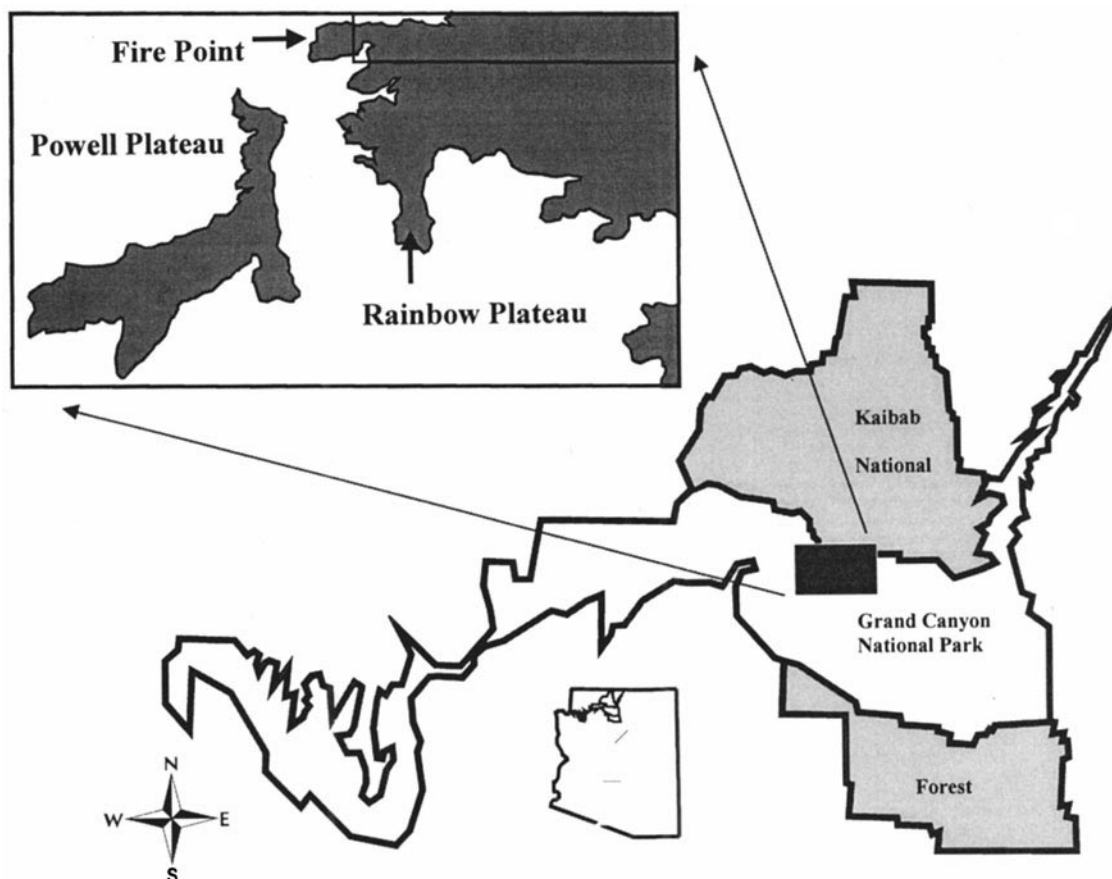 Fire Point
Powell Plateau
Rainbow Plateau
Kaibab
National
Grand Canyon
National Park
Forest
N
W
E
S